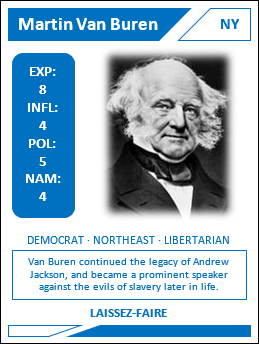 Martin Van Buren
NY
EXP:
8
INFL:
4
POL:
5
NAM:
4
DEMOCRAT · NORTHEAST · LIBERTARIAN
Van Buren continued the legacy of Andrew
Jackson, and became a prominent speaker
against the evils of slavery later in life.
LAISSEZ-FAIRE